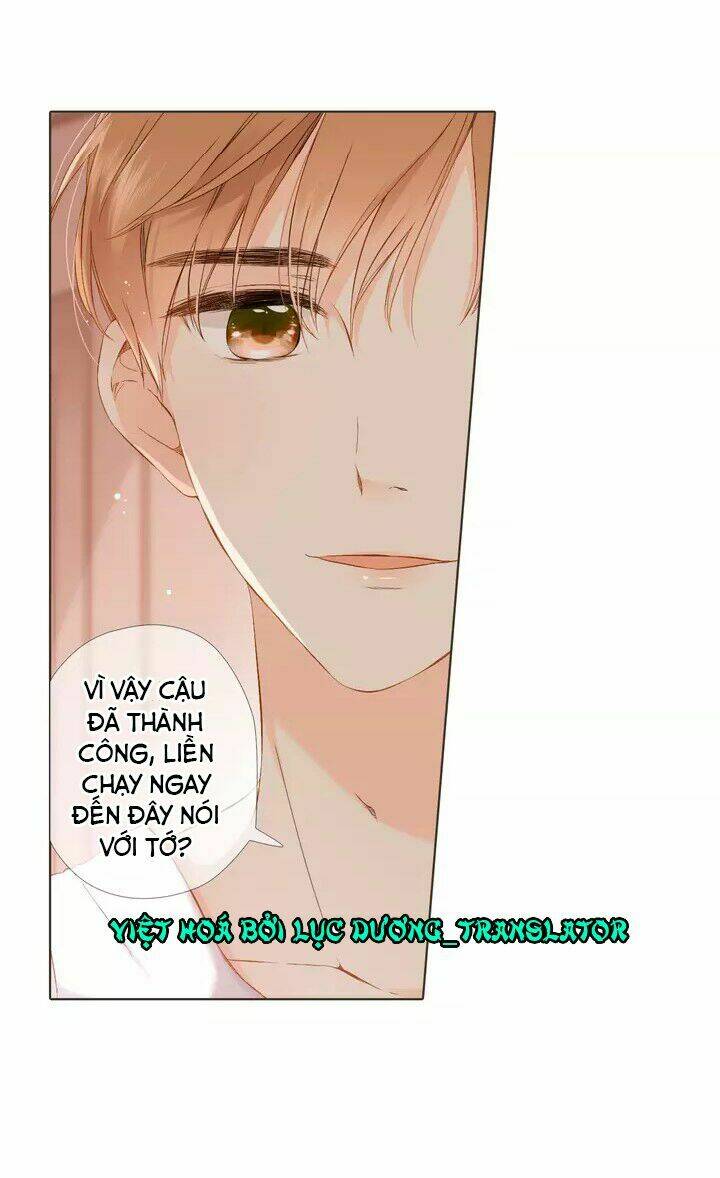 VÌ VẬY CẬU
ĐÃ THÀNH
CÔNG, LIỀN
CHẠY NGAY
ĐẾN ĐÂY NÓI
VỚI TỚ?
VIỆT HOÁ BỞI LỤC DƯƠNG_TRANSLATOR